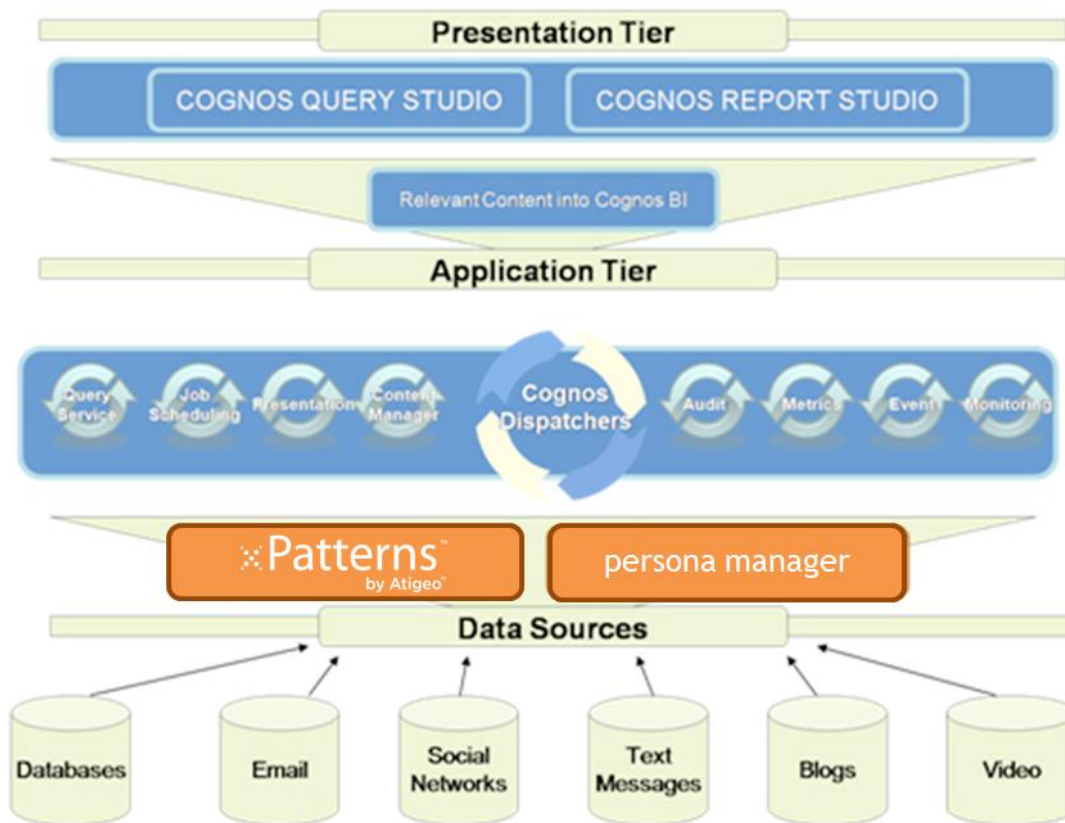 Presentation Tier
COGNOS QUERY STUDIO
COGNOS REPORT STUDIO
Relevant Content into Cognos BI
Application Tier
Query
Service
Job
Scheduling
Presentation
Content
Manager
Cognos
Dispatchers
Audit
Metrics
Event
Monitoring
Patterns™
by Atigeo™
persona manager
Data Sources
Databases
Email
Social
Networks
Text
Messages
Blogs
Video